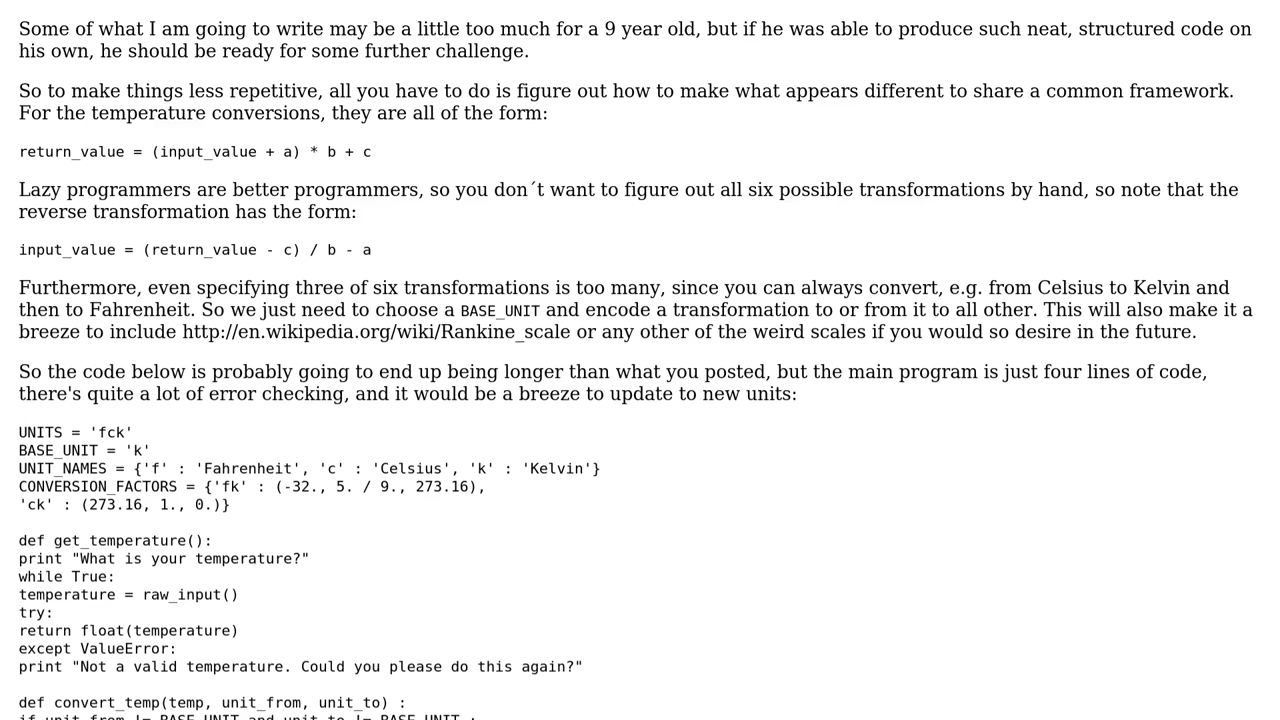 Some of what I am going to write may be a little too much for a 9 year old, but if he was able to produce such neat, structured code on
his own, he should be ready for some further challenge.
So to make things less repetitive, all you have to do is figure out how to make what appears different to share a common framework.
For the temperature conversions, they are all of the form:
return_value = (input_value + a) * b + c
Lazy programmers are better programmers, so you don´t want to figure out all six possible transformations by hand, so note that the
reverse transformation has the form:
input_value = (return_value - c) / b - a
Furthermore, even specifying three of six transformations is too many, since you can always convert, e.g. from Celsius to Kelvin and
then to Fahrenheit. So we just need to choose a BASE_UNIT and encode a transformation to or from it to all other. This will also make it a
breeze to include http://en.wikipedia.org/wiki/Rankine_scale or any other of the weird scales if you would so desire in the future.
So the code below is probably going to end up being longer than what you posted, but the main program is just four lines of code,
there's quite a lot of error checking, and it would be a breeze to update to new units:
UNITS = 'fck'
BASE_UNIT = 'k'
UNIT_NAMES = {'f' : 'Fahrenheit', 'c' : 'Celsius', 'k' : 'Kelvin'}
CONVERSION_FACTORS = {'fk' : (-32., 5. / 9., 273.16),
'ck' : (273.16, 1., 0.)}
def get_temperature():
print "What is your temperature?"
while True:
temperature = raw_input()
try:
return float(temperature)
except ValueError:
print "Not a valid temperature. Could you please do this again?"
def convert_temp(temp, unit_from, unit_to) :
if unit_from != BASE_UNIT and unit_to != BASE_UNIT :